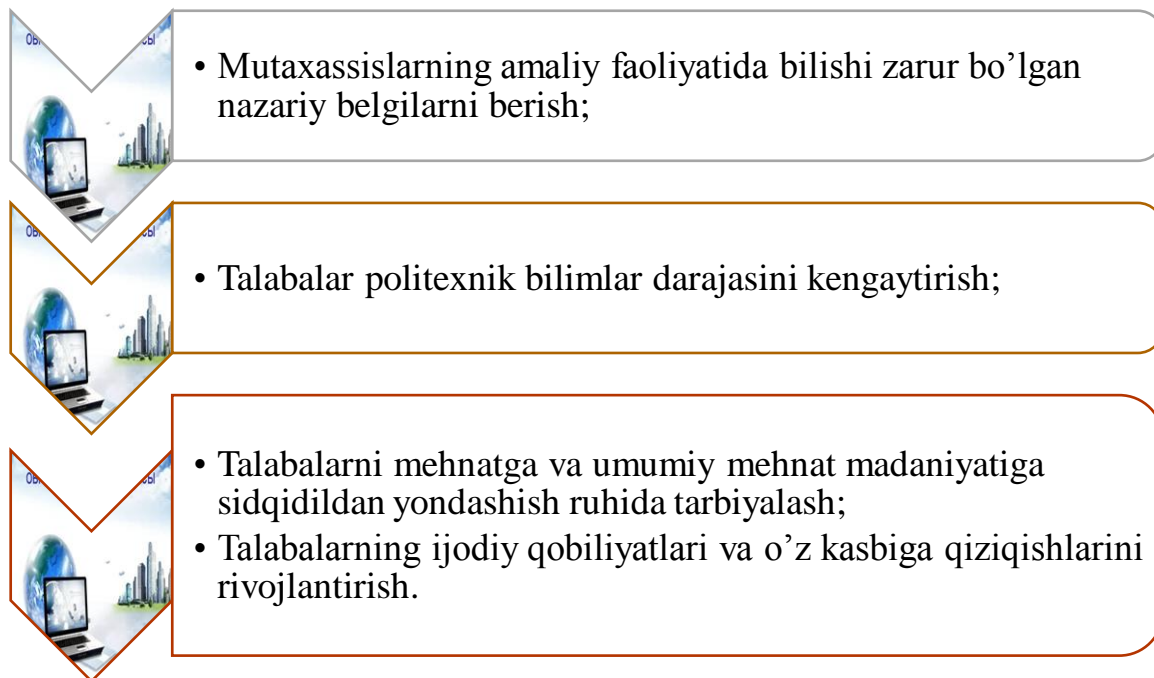 • Mutaxassislarning amaliy faoliyatida bilishi zarur bo’lgan
nazariy belgilarni berish;
• Talabalar politexnik bilimlar darajasini kengaytirish;
• Talabalarni mehnatga va umumiy mehnat madaniyatiga
sidqidildan yondashish ruhida tarbiyalash;
• Talabalarning ijodiy qobiliyatlari va o’z kasbiga qiziqishlarini
rivojlantirish.